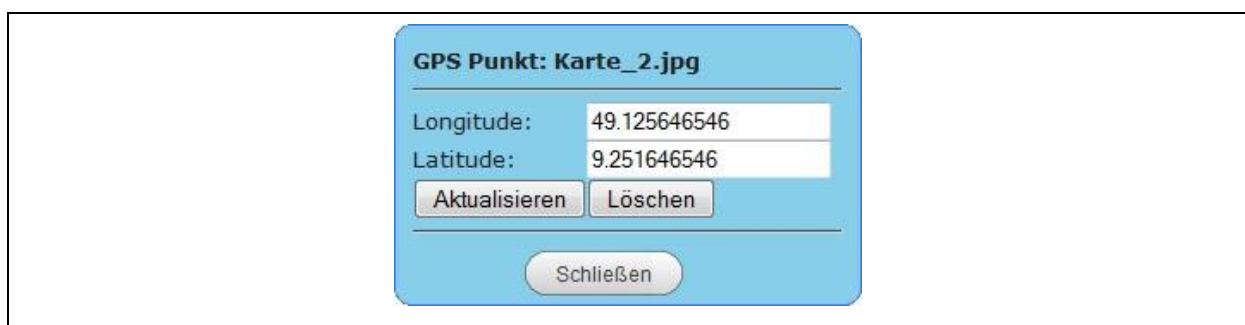 GPS Punkt: Karte_2.jpg
Longitude: 49.125646546
Latitude: 9.251646546
Aktualisieren Löschen
Schließen